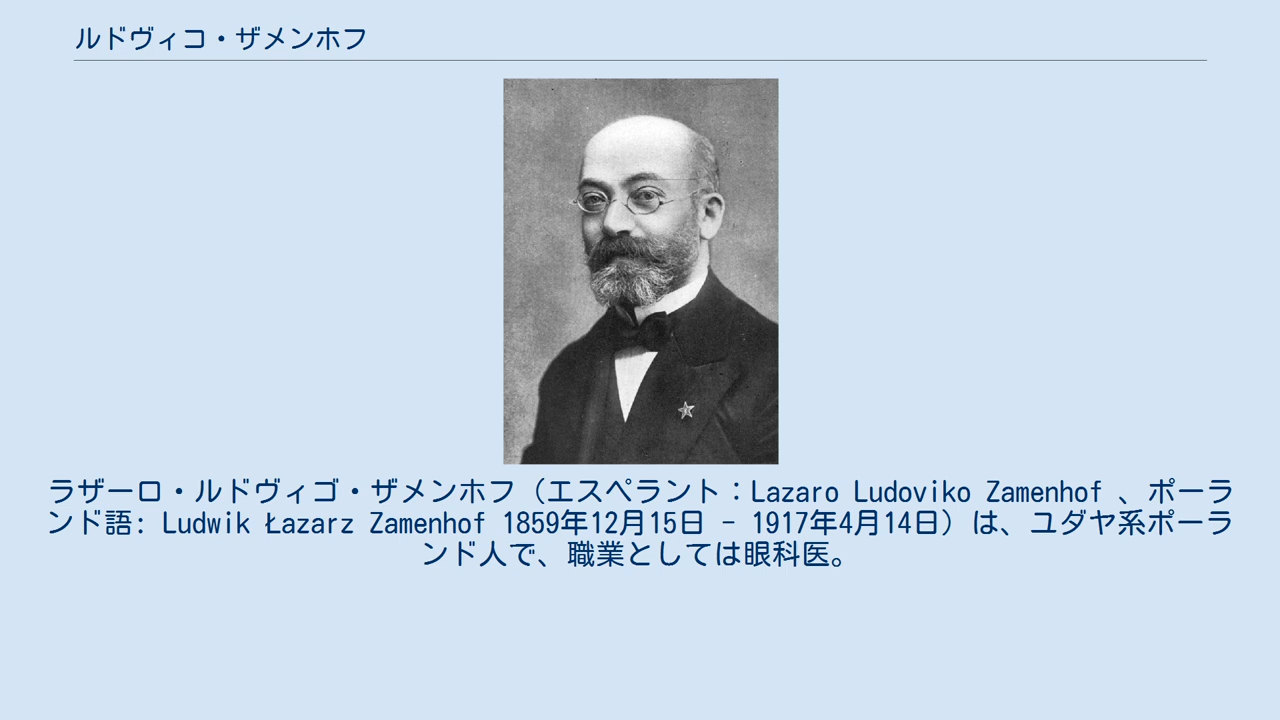 ルドヴィコ・ザメンホフ
ラザーロ・ルドヴィゴ・ザメンホフ（エスペラント：Lazaro Ludoviko Zamenhof 、ポーラ
ンド語: Ludwik Łazarz Zamenhof 1859年12月15日 - 1917年4月14日）は、ユダヤ系ポーラ
ンド人で、職業としては眼科医。